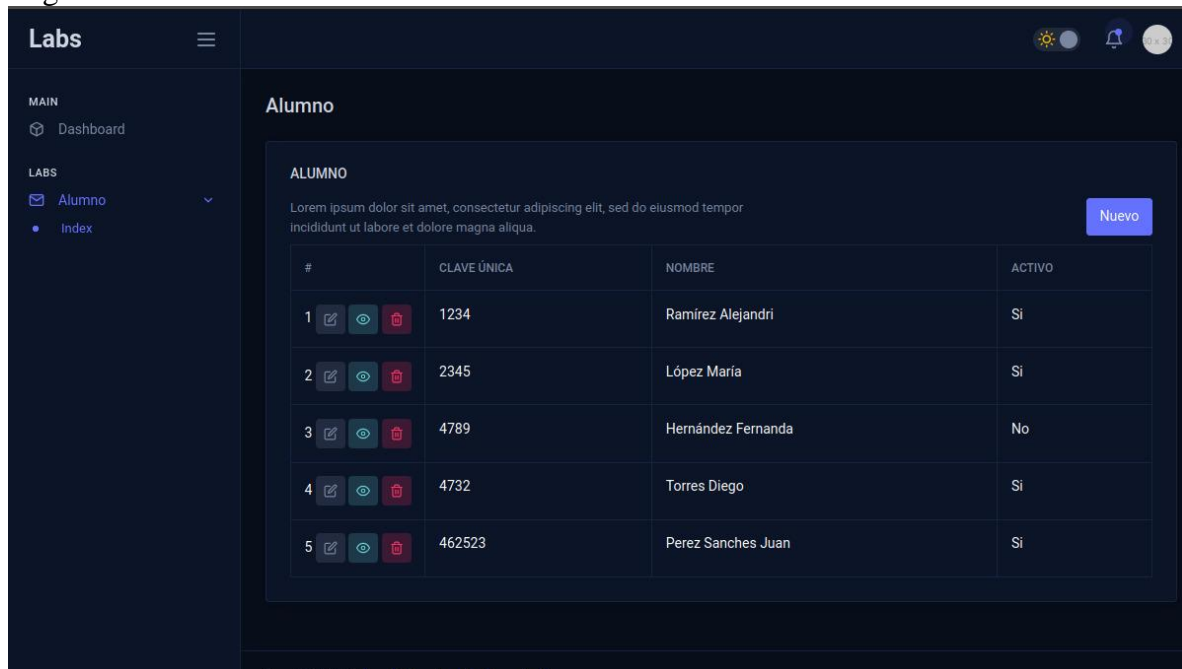 Labs
MAIN
Dashboard
LABS
Alumno
Index
Alumno
ALUMNO
Lorem ipsum dolor sit amet, consectetur adipiscing elit, sed do eiusmod tempor
incididunt ut labore et dolore magna aliqua.
Nuevo
# CLAVE ÚNICA NOMBRE ACTIVO
1 1234 Ramírez Alejandri Si
2 2345 López María Si
3 4789 Hernández Fernanda No
4 4732 Torres Diego Si
5 462523 Perez Sanches Juan Si